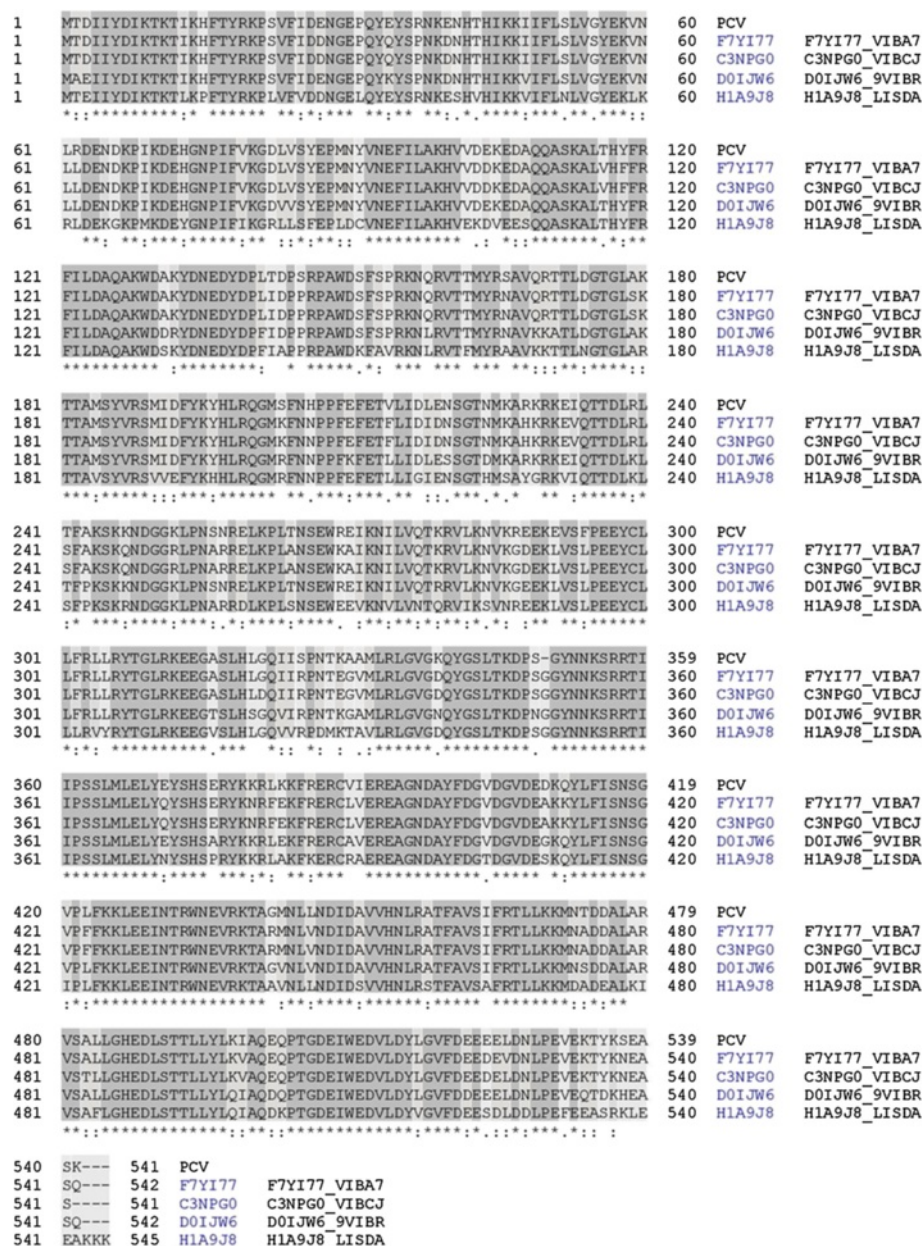 1 MTDIIYDIKTKTIKHFTYRKPSVFIDENGEPQYEYSRNKENHTHIKKIIFLSLVGYEKVN 60 PCV
1 MTDIIYDIKTKTIKHFTYRKPSVFIDDNGEPQYQYSPNKDNHTHIKKIIFLSLVSYEKVN 60 F7YI77 F7YI77_VIBA7
1 MTDIIYDIKTKTIKHFTYRKPSVFIDDNGEPQYQYSPNKDNHTHIKKIIFLSLVSYEKVN 60 C3NPG0 C3NPG0_VIBCJ
1 MAEIIYDIKTKTIKHFTYRKPSVFIDDNGEPQYKYSRNKENHTHIKKVIFLSLVGYEKVN 60 D0IJW6 D0IJW6_9VIBR
1 MTEIIYDIKTKTLKPFTYRKPLVFVDDNGELQYEYSRNKESHVHIKKVIFLNLVGYEKLK 60 H1A9J8 H1A9J8_LISDA
61 LRDENDKPIKDEHGNPIFVKGDLVSYEPMNYVNEFILAKHVVDEKEDAQQASKALTHYFR 120 PCV
61 LLDENDKPIKDEHGNPIFVKGDLVSYEPMNYVNEFILAKHVVDDKEDAQQASKALVHFFR 120 F7YI77 F7YI77_VIBA7
61 LLDENDKPIKDEHGNPIFVKGDLVSYEPMNYVNEFILAKHVVDDKEDAQQASKALVHFFR 120 C3NPG0 C3NPG0_VIBCJ
61 LLDENDKPIKDEHGNPIFVKGDVVSYEPMNYVNEFILAKHVVDEKEDAQQASKALTHYFR 120 D0IJW6 D0IJW6_9VIBR
61 RLDEKGKPMKDEYGNPIFIKGRLLSFEPLDCVNEFILAKHVEKDVEESQQASKALTHYFR 120 H1A9J8 H1A9J8_LISDA
121 FILDAQAKWDAKYDNEDYDPLTDPSRPAWDSFSPRKNQRVTTMYRSAVQRTTLDGTGLAK 180 PCV
121 FILDAQAKWDAKYDNEDYDPLIDPPRPAWDSFSPRKNQRVTTMYRNAVQRTTLDGTGLSK 180 F7YI77 F7YI77_VIBA7
121 FILDAQAKWDAKYDNEDYDPLIDPPRPAWDSFSPRKNQRVTTMYRNAVQRTTLDGTGLSK 180 C3NPG0 C3NPG0_VIBCJ
121 FILDAQAKWDDRYDNEDYDPLIDPPRPAWDSFSPRKNLRVTTMYRNAVKKATLDGTGLAK 180 D0IJW6 D0IJW6_9VIBR
121 FILDAQAKWDSKYDNEDYDPFIAPPRPAWDKFAVRKNLRVTFMYRAAVKKTTLNGTGLAR 180 H1A9J8 H1A9J8_LISDA
181 TTAMSYVRSMIDFYKYHLRQGMSFNHPPFEFETVLIDLENSGTNMKARKRKEIQTTDLRL 240 PCV
181 TTAMSYVRSMIDFYKYHLRQGMKFNNPPFEFETFLIDIDNSGTNMKAHKRKEVQTTDLRL 240 F7YI77 F7YI77_VIBA7
181 TTAMSYVRSMIDFYKYHLRQGMKFNNPPFEFETFLIDIDNSGTNMKAHKRKEVQTTDLRL 240 C3NPG0 C3NPG0_VIBCJ
181 TTAMSYVRSMIDFYKYHLRQGMRFNNPPFKFETLLIDLESSGTDMKARKRKEIQTTDLKL 240 D0IJW6 D0IJW6_9VIBR
181 TTAVSYVRSVVEFYKHHLRQGMRFNNPPFEFETLLIGIENSGTHMSAYGRKVIQTTDLRL 240 H1A9J8 H1A9J8_LISDA
241 TFAKSKKNDGGKLPNSNRELKPLTNSEWREIKNILVQTKRVLKNVKREEKEVSFPEEYCL 300 PCV
241 SFAKSKQNDGGRLPNARRELKPLANSEWKAIKNILVQTKRVLKNVKGDEKLVSLPEEYCL 300 F7YI77 F7YI77_VIBA7
241 SFAKSKQNDGGRLPNARRELKPLANSEWKAIKNILVQTKRVLKNVKGDEKLVSLPEEYCL 300 C3NPG0 C3NPG0_VIBCJ
241 TFPKSKKNDGGKLPNSNRELKPLTNSEWREIKNILVQTRRVLKNVKGEEKLVSLPEEYCL 300 D0IJW6 D0IJW6_9VIBR
241 SFPKSKRNDGGKLPNARRDLKPLSNSEWEEVKNVLVNTQRVIKSVNREEKLVSLPEEYCL 300 H1A9J8 H1A9J8_LISDA
301 LFRLLRYTGLRKEEGASLHLGQIISPNTKAAMLRLGVGKQYGSLTKDPS-GYNNKSRRTI 359 PCV
301 LFRLLRYTGLRKEEGASLHLGQIIRPNTEGVMLRLGVGDQYGSLTKDPSGGYNNKSRRTI 360 F7YI77 F7YI77_VIBA7
301 LFRLLRYTGLRKEEGASLHLDQIIRPNTEGVMLRLGVGDQYGSLTKDPSGGYNNKSRRTI 360 C3NPG0 C3NPG0_VIBCJ
301 LFRLLRYTGLRKEEGTSLHSGQVIRPNTKGAMLRLGVGNQYGSLTKDPNGGYNNKSRRTI 360 D0IJW6 D0IJW6_9VIBR
301 LLRVYRYTGLRKEEGVSLHLGQVVRPDMKTAVLRLGVGDQYGSLTKDPSGGYNNKSRRTI 360 H1A9J8 H1A9J8_LISDA
360 IPSSLMLELYEYSHSERYKKRLKKFRERCVIEREAGNDAYFDGVDGVDEDKQYLFISNSG 419 PCV
361 IPSSLMLELYQYSHSERYKNRFEKFRERCLVEREAGNDAYFDGVDGVDEAKKYLFISNSG 420 F7YI77 F7YI77_VIBA7
361 IPSSLMLELYQYSHSERYKNRFEKFRERCLVEREAGNDAYFDGVDGVDEAKKYLFISNSG 420 C3NPG0 C3NPG0_VIBCJ
361 IPSSLMLELYEYSHSARYKKRLEKFRERCAVEREAGNDAYFDGVDGVDEGKQYLFISNSG 420 D0IJW6 D0IJW6_9VIBR
361 IPSSLMLELYNYSHSPRYKKRLAKFKERCRAEREAGNDAYFDGTDGVDESKQYLFISNSG 420 H1A9J8 H1A9J8_LISDA
420 VPLFKKLEEINTRWNEVRKTAGMNLLNDIDAVVHNLRATFAVSIFRTLLKKMNTDDALAR 479 PCV
421 VPFFKKLEEINTRWNEVRKTARMNLLNDIDAVVHNLRATFAVSIFRTLLKKMNADDALAR 480 F7YI77 F7YI77_VIBA7
421 VPFFKKLEEINTRWNEVRKTARMNLLNDIDAVVHNLRATFAVSIFRTLLKKMNADDALAR 480 C3NPG0 C3NPG0_VIBCJ
421 VPLFKKLEEINTRWNEVRKTAGVNLVNDIDAVVHNLRATFAVSIFRTLLKKMNSDDALAR 480 D0IJW6 D0IJW6_9VIBR
421 IPLFKKLEEINTRWNEVRKTAAVNLLNDIDSVVHNLRSTFAVSAFRTLLKKMDADEALKI 480 H1A9J8 H1A9J8_LISDA
480 VSALLGHEDLSTTLLYLKIAQEQPTGDEIWEDVLDYLGVFDEEEELDNLPEVEKTYKSEA 539 PCV
481 VSALLGHEDLSTTLLYLKVAQEQPTGDEIWEDVLDYLGVFDEDEELDNLPEVEKTYKNEA 540 F7YI77 F7YI77_VIBA7
481 VSTLLGHEDLSTTLLYLKVAQEQPTGDEIWEDVLDYLGVFDEEDELDNLPEVEKTYKNEA 540 C3NPG0 C3NPG0_VIBCJ
481 VSALLGHEDLSTTLLYLQIAQDQPTGDEIWEDVLDYLGVFDEEEELDNLPEVEQTDKHEA 540 D0IJW6 D0IJW6_9VIBR
481 VSAFLGHEDLSTTLLYLQIAQDKPTGDEIWEDVLDYVGVFDDEESDLDDLPEFEEASRKLE 540 H1A9J8 H1A9J8_LISDA
540 SK--- 541 PCV
541 SQ--- 542 F7YI77 F7YI77_VIBA7
541 S---- 541 C3NPG0 C3NPG0_VIBCJ
541 SQ--- 542 D0IJW6 D0IJW6_9VIBR
541 EAKKK 545 H1A9J8 H1A9J8_LISDA